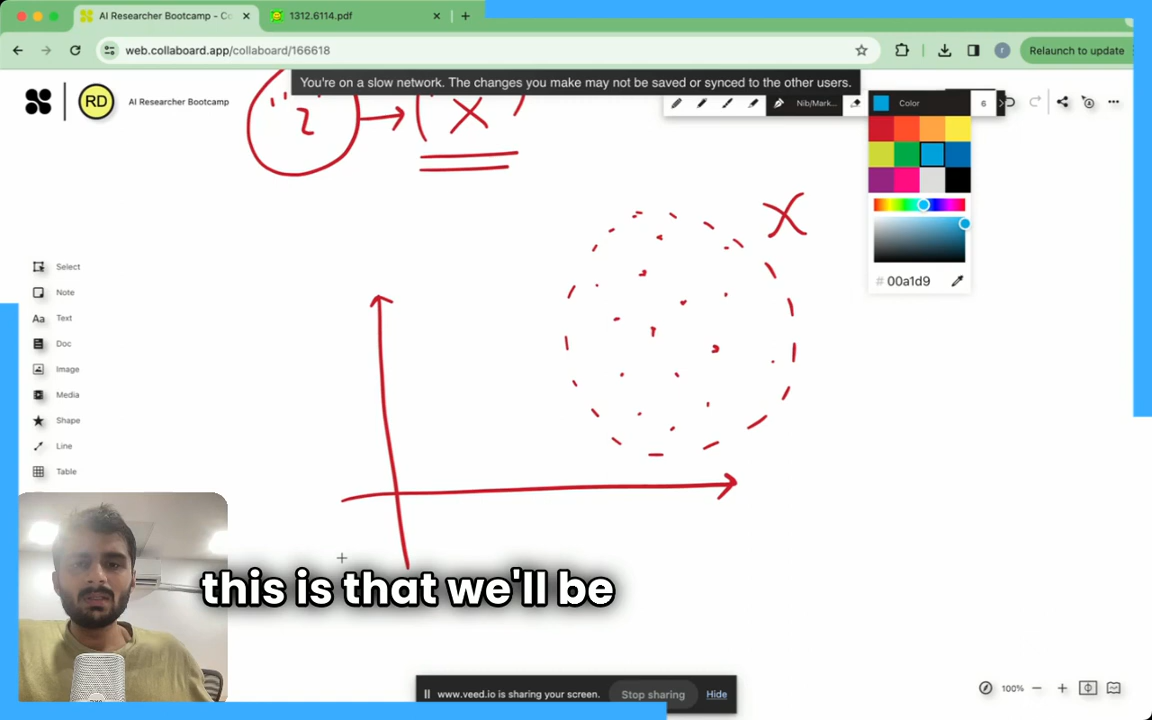 AI Researcher Bootcamp - Co
1312.6114.pdf
web.collaboard.app/collaboard/166618
r
Relaunch to update
You're on a slow network. The changes you make may not be saved or synced to the other users.
RD
AI Researcher Bootcamp
Nib/Mark...
Color
6
"z" → (X)
X
# 00a1d9
Select
Note
Aa Text
Doc
Image
Media
Shape
Line
Table
this is that we'll be
www.veed.io is sharing your screen.
Stop sharing
Hide
100%